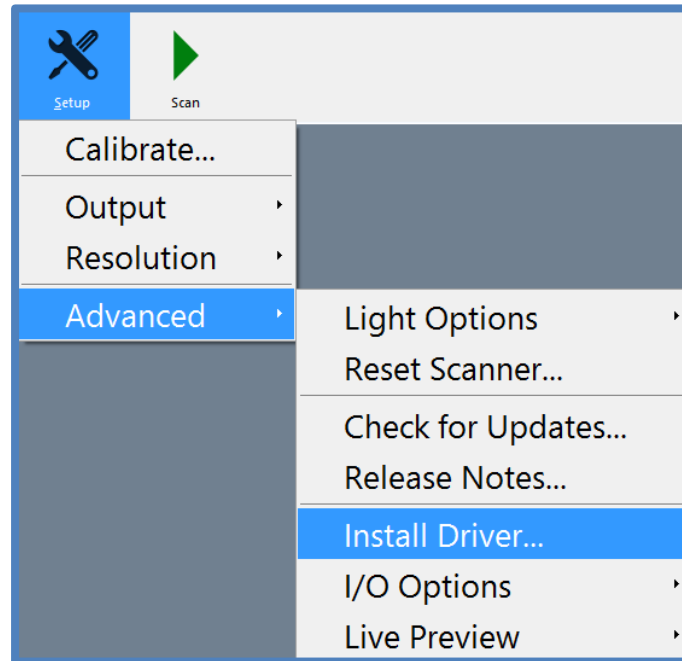 Setup
Scan
Calibrate...
Output
Resolution
Advanced
Light Options
Reset Scanner...
Check for Updates...
Release Notes...
Install Driver...
I/O Options
Live Preview